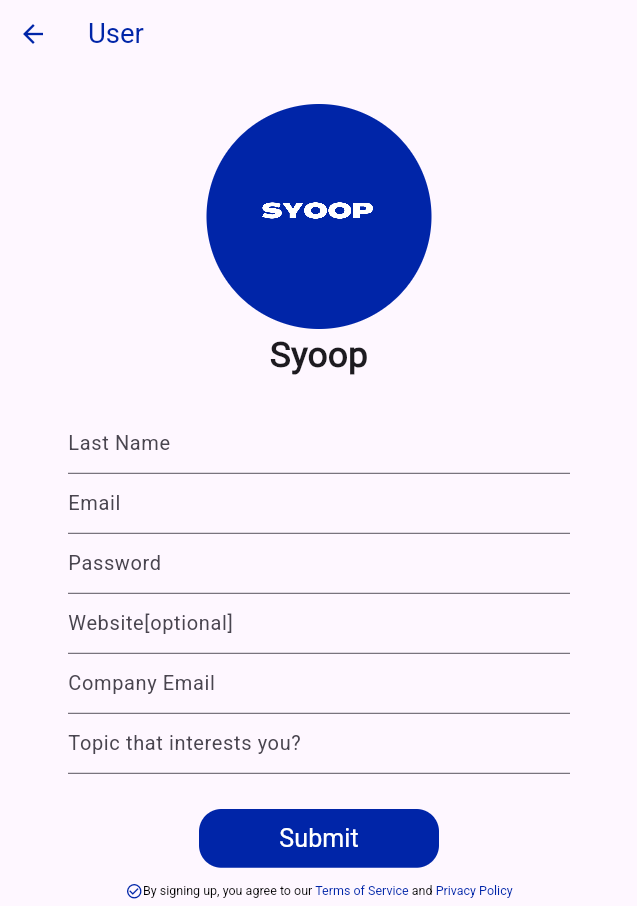 User
SYOOP
Syoop
Last Name
Email
Password
Website[optional]
Company Email
Topic that interests you?
Submit
By signing up, you agree to our Terms of Service and Privacy Policy